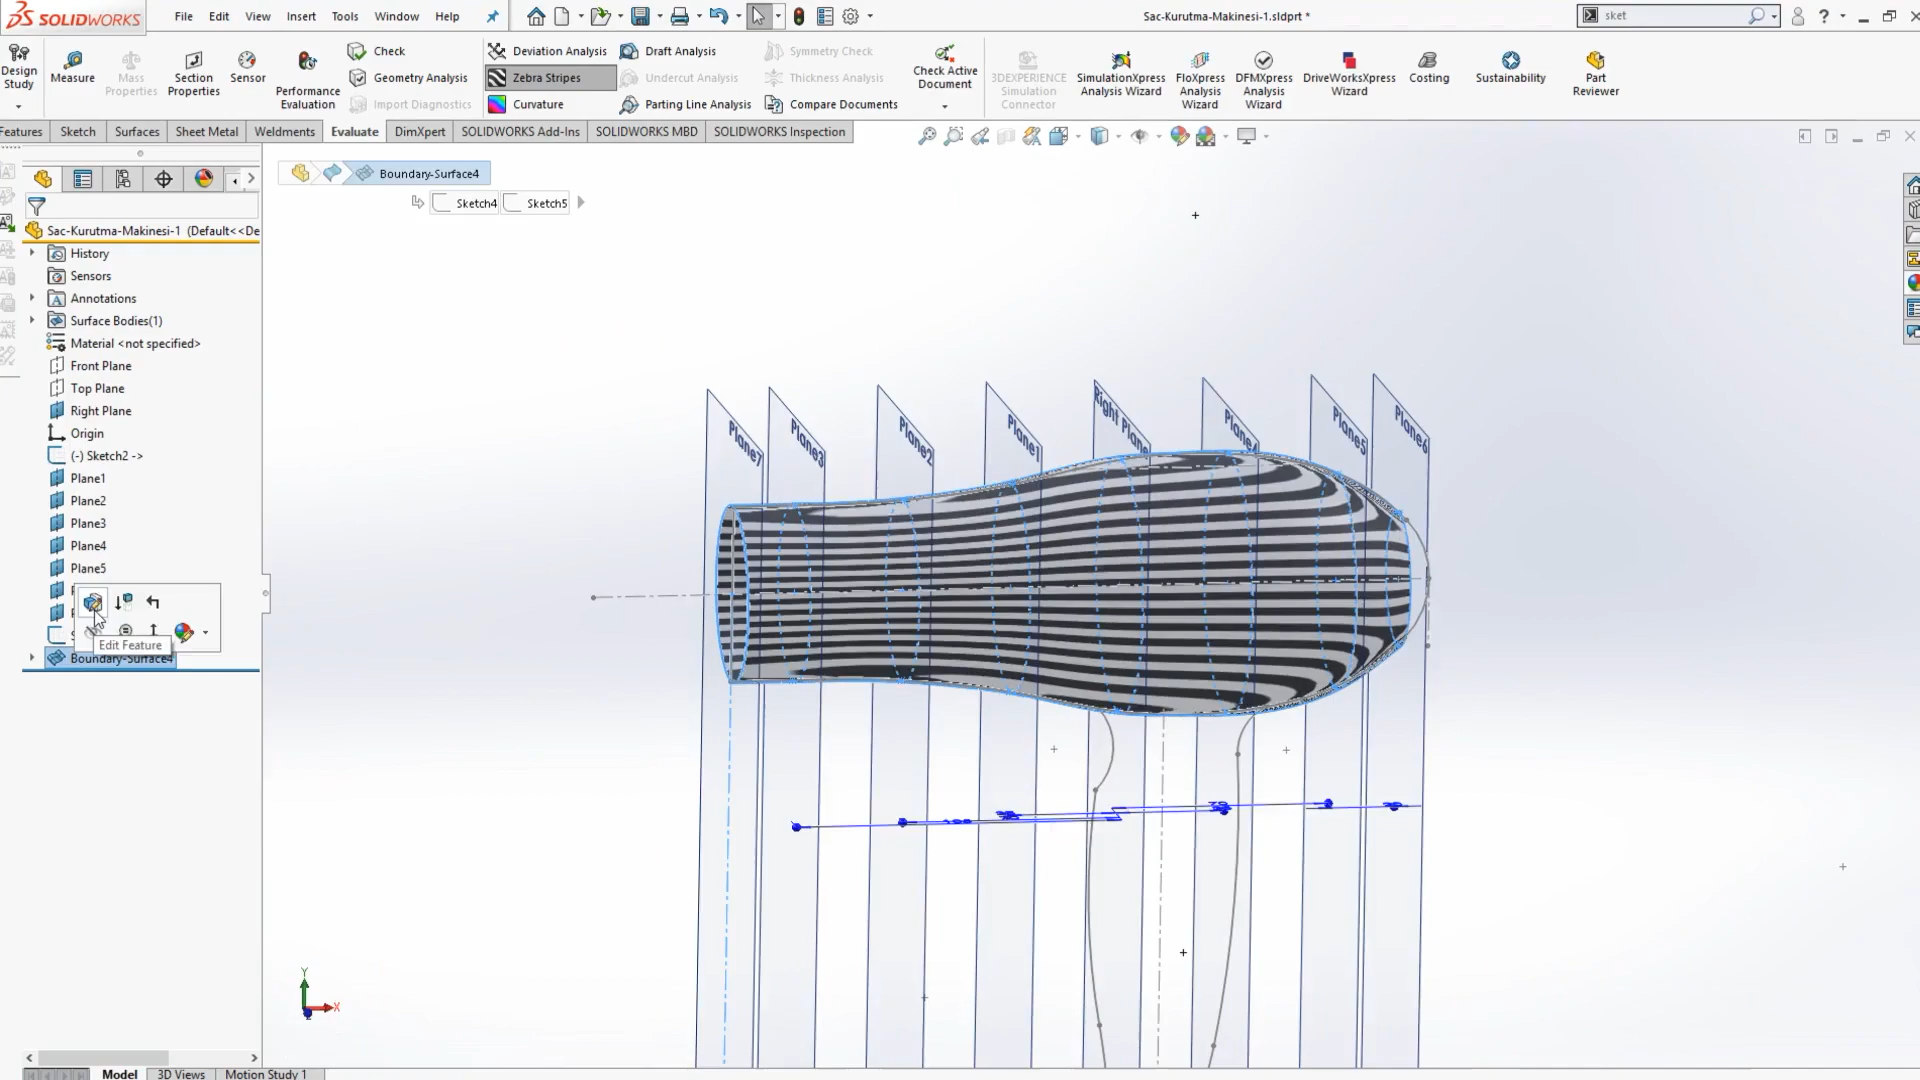 SOLIDWORKS
File Edit View Insert Tools Window Help
Sac-Kurutma-Makinesi-1.sldprt *
sket
?
Design Study
Measure
Mass Properties
Section Properties
Sensor
Performance Evaluation
Check
Geometry Analysis
Import Diagnostics
Deviation Analysis
Zebra Stripes
Curvature
Draft Analysis
Undercut Analysis
Parting Line Analysis
Symmetry Check
Thickness Analysis
Compare Documents
Check Active Document
3DEXPERIENCE Simulation Connector
SimulationXpress Analysis Wizard
FloXpress Analysis Wizard
DFMXpress Analysis Wizard
DriveWorksXpress Wizard
Costing
Sustainability
Part Reviewer
Features Sketch Surfaces Sheet Metal Weldments Evaluate DimXpert SOLIDWORKS Add-Ins SOLIDWORKS MBD SOLIDWORKS Inspection
Boundary-Surface4
Sketch4 Sketch5
Sac-Kurutma-Makinesi-1 (Default<<De
History
Sensors
Annotations
Surface Bodies(1)
Material <not specified>
Front Plane
Top Plane
Right Plane
Origin
(-) Sketch2 ->
Plane1
Plane2
Plane3
Plane4
Plane5
Edit Feature
Boundary-Surface4
Plane7 Plane3 Plane2 Plane1 Right Plane Plane4 Plane5 Plane6
Y
X
Model 3D Views Motion Study 1